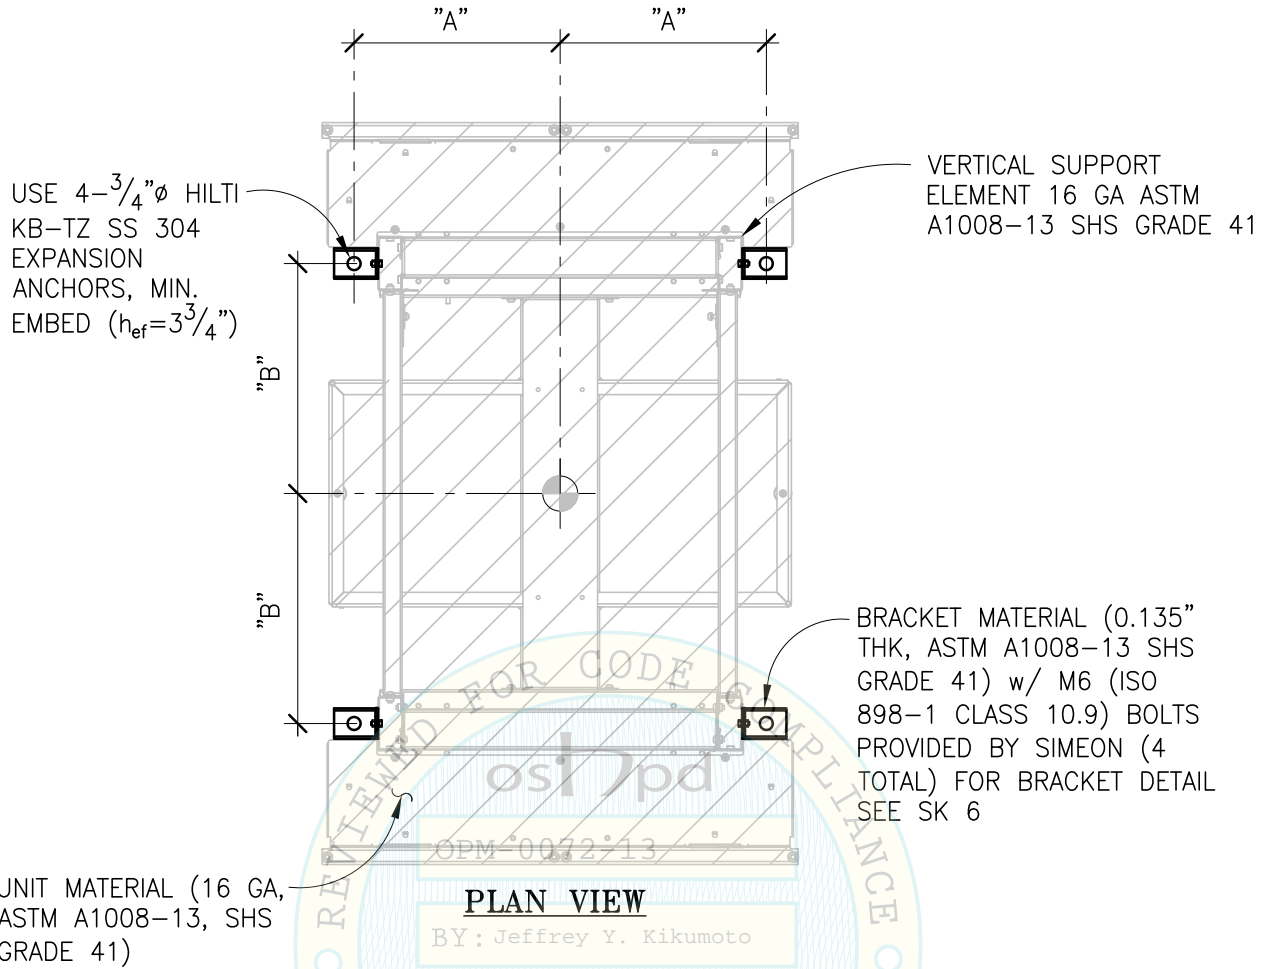 "A"
"A"
USE 4-3/4"ø HILTI
KB-TZ SS 304
EXPANSION
ANCHORS, MIN.
EMBED (hef=3 3/4")
VERTICAL SUPPORT
ELEMENT 16 GA ASTM
A1008-13 SHS GRADE 41
"B"
"B"
BRACKET MATERIAL (0.135"
THK, ASTM A1008-13 SHS
GRADE 41) w/ M6 (ISO
898-1 CLASS 10.9) BOLTS
PROVIDED BY SIMEON (4
TOTAL) FOR BRACKET DETAIL
SEE SK 6
UNIT MATERIAL (16 GA,
ASTM A1008-13, SHS
GRADE 41)
REVIEWED FOR CODE COMPLIANCE
oshpd
OPM-0072-13
PLAN VIEW
BY: Jeffrey Y. Kikumoto